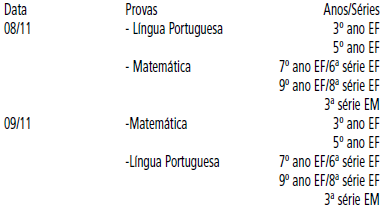 Data Provas Anos/Séries
08/11 - Língua Portuguesa 3º ano EF
5º ano EF
- Matemática 7º ano EF/6ª série EF
9º ano EF/8ª série EF
3ª série EM
09/11 -Matemática 3º ano EF
5º ano EF
-Língua Portuguesa 7º ano EF/6ª série EF
9º ano EF/8ª série EF
3ª série EM